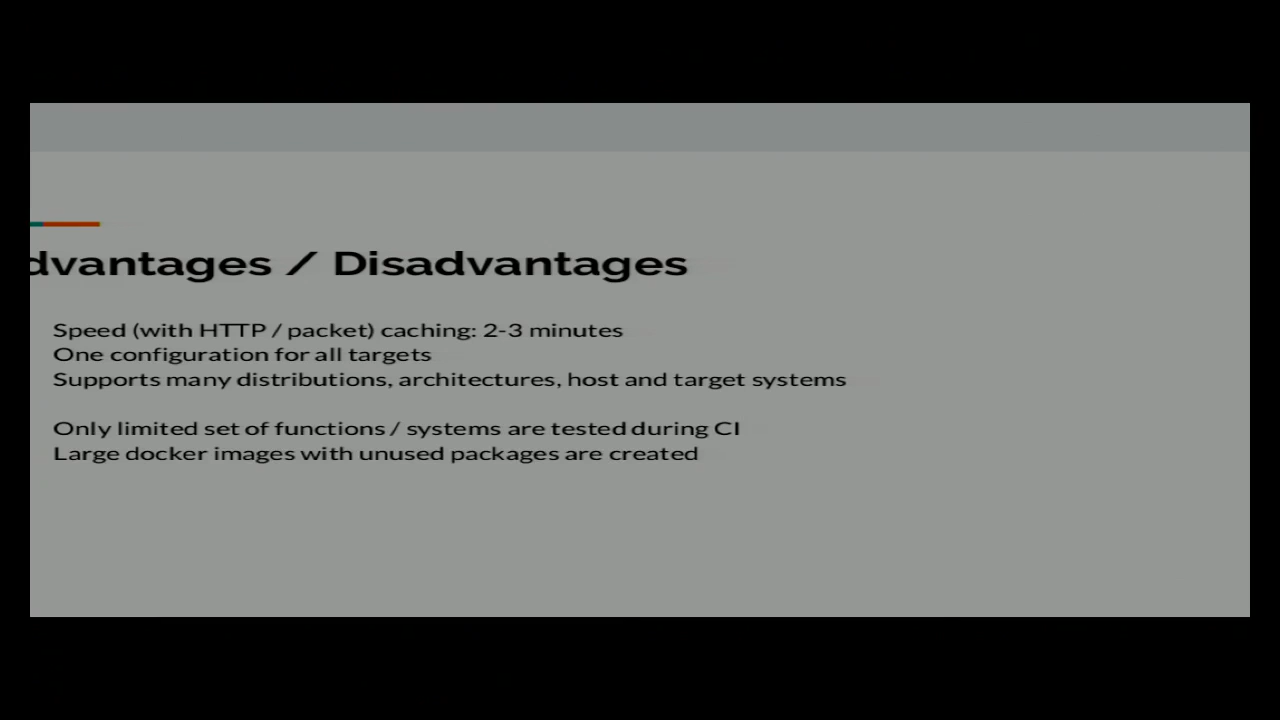 dvantages / Disadvantages
Speed (with HTTP / packet) caching: 2-3 minutes
One configuration for all targets
Supports many distributions, architectures, host and target systems
Only limited set of functions / systems are tested during CI
Large docker images with unused packages are created